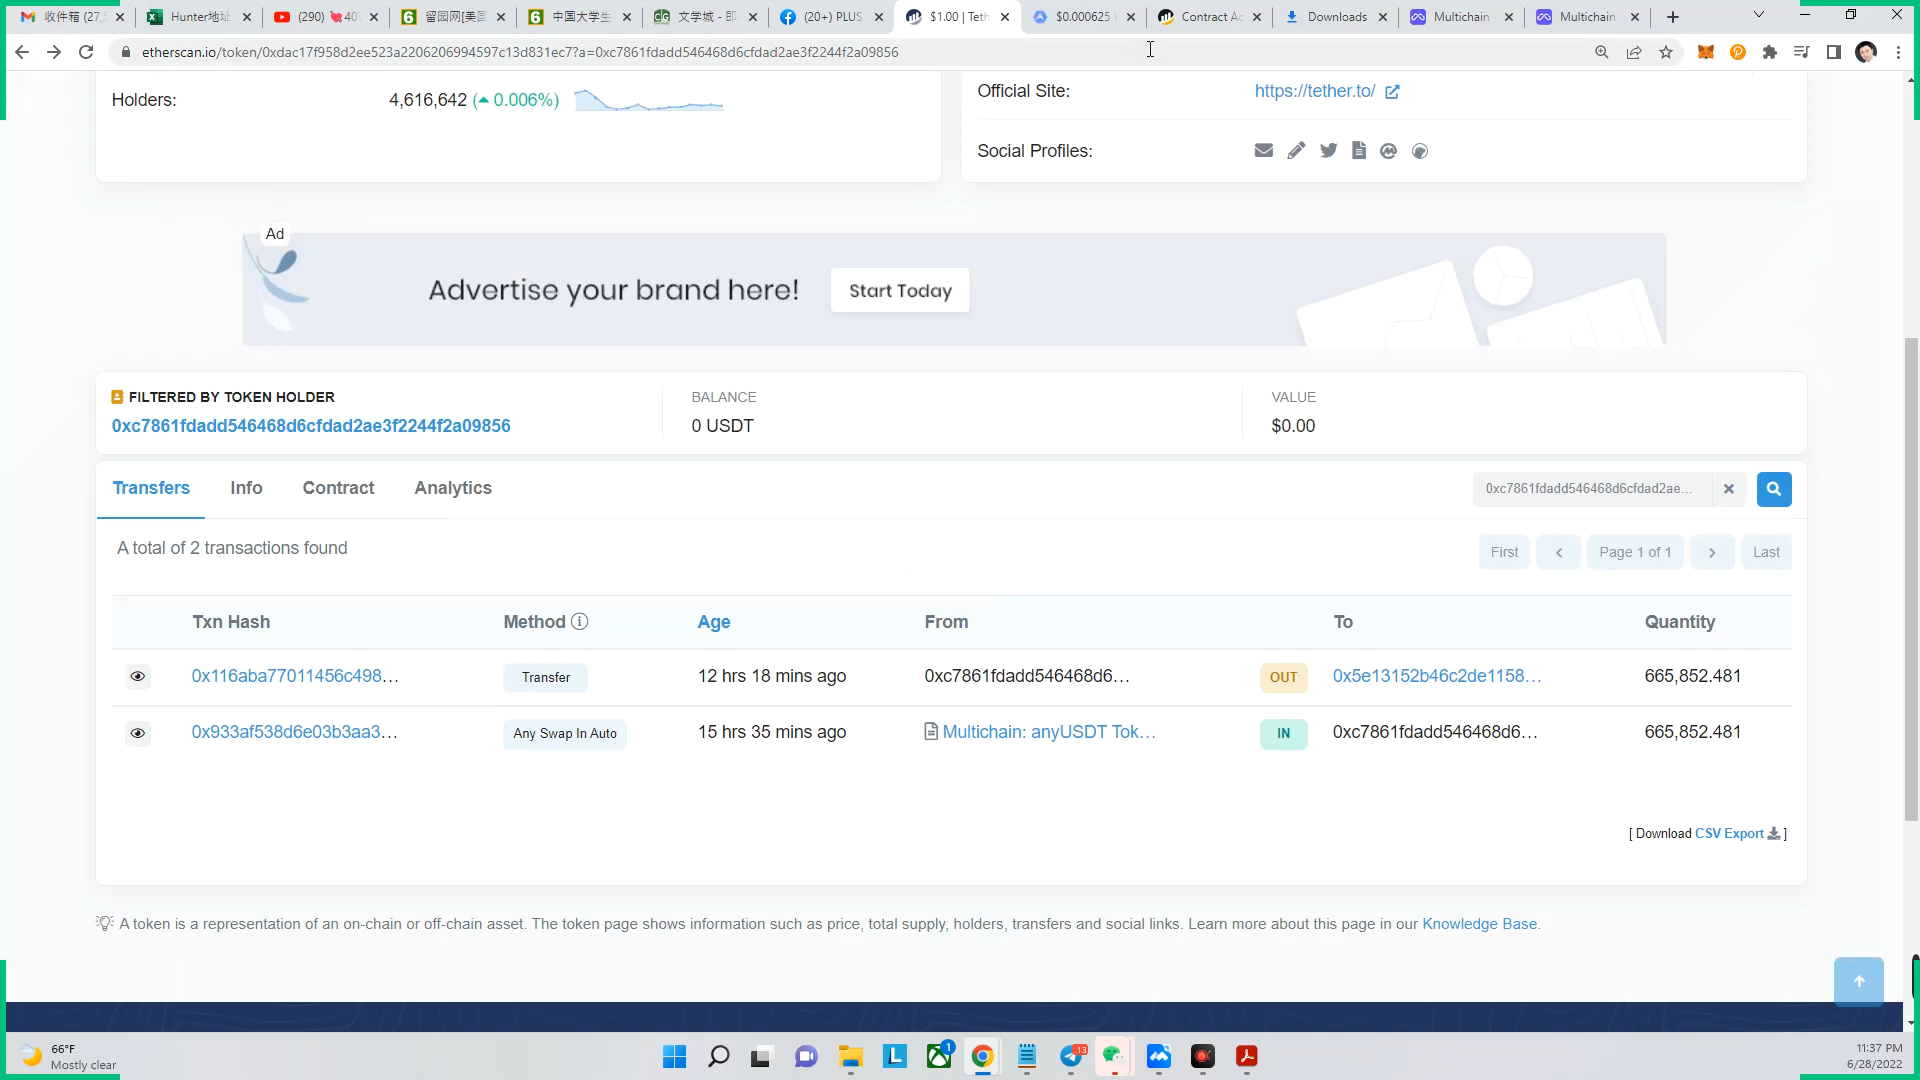 收件箱 (27,5
Hunter地址
(290) 💘 40
留园网[美国
中国大学生
文学城 - 即
(20+) PLUS
$1.00 | Teth
$0.000625
Contract Ac
Downloads
Multichain
Multichain
etherscan.io/token/0xdac17f958d2ee523a2206206994597c13d831ec7?a=0xc7861fdadd546468d6cfdad2ae3f2244f2a09856
Holders:
4,616,642 ( 0.006%)
Official Site:
https://tether.to/
Social Profiles:
Ad
Advertise your brand here!
Start Today
FILTERED BY TOKEN HOLDER
0xc7861fdadd546468d6cfdad2ae3f2244f2a09856
BALANCE
0 USDT
VALUE
$0.00
Transfers
Info
Contract
Analytics
0xc7861fdadd546468d6cfdad2ae...
A total of 2 transactions found
First
Page 1 of 1
Last
Txn Hash
Method
Age
From
To
Quantity
0x116aba77011456c498...
Transfer
12 hrs 18 mins ago
0xc7861fdadd546468d6...
OUT
0x5e13152b46c2de1158...
665,852.481
0x933af538d6e03b3aa3...
Any Swap In Auto
15 hrs 35 mins ago
Multichain: anyUSDT Tok...
IN
0xc7861fdadd546468d6...
665,852.481
[ Download CSV Export ]
A token is a representation of an on-chain or off-chain asset. The token page shows information such as price, total supply, holders, transfers and social links. Learn more about this page in our Knowledge Base.
66°F
Mostly clear
1
13
11:37 PM
6/28/2022